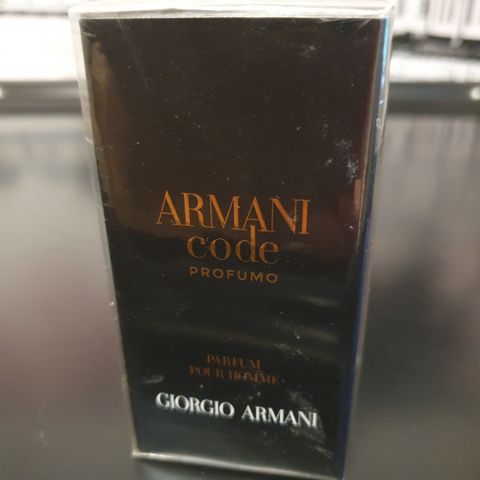 ARMANI
code
PROFUMO
PARFUM
POUR HOMME
GIORGIO ARMANI